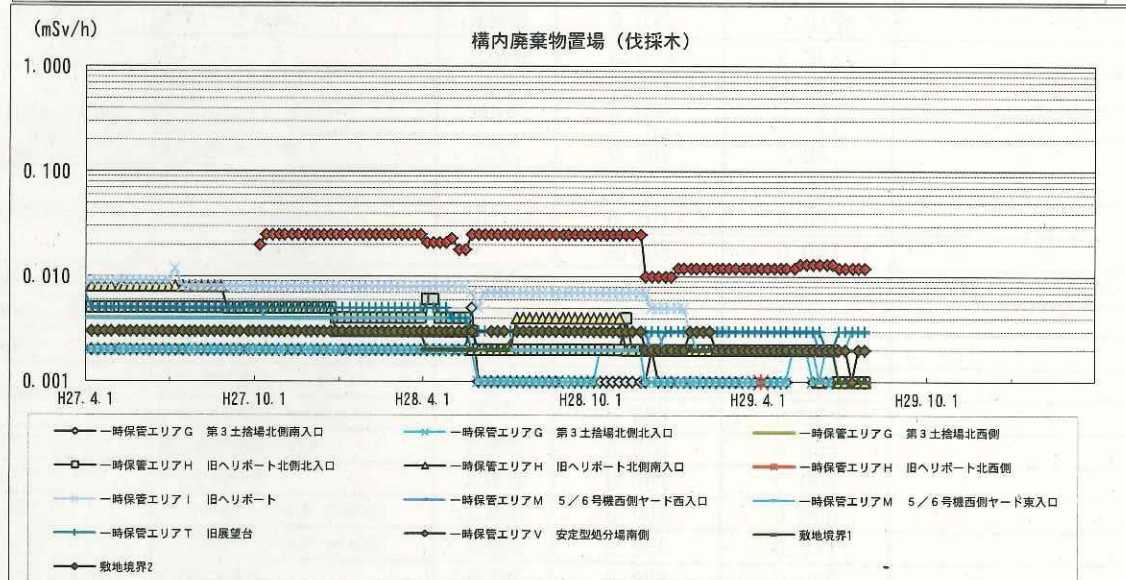 (mSv/h)
構内廃棄物置場（伐採木）
1.000
0.100
0.010
0.001
H27.4.1 H27.10.1 H28.4.1 H28.10.1 H29.4.1 H29.10.1
一時保管エリアG 第3土捨場北側南入口 一時保管エリアG 第3土捨場北側北入口 一時保管エリアG 第3土捨場北西側
一時保管エリアH 旧ヘリポート北側北入口 一時保管エリアH 旧ヘリポート北側南入口 一時保管エリアH 旧ヘリポート北西側
一時保管エリアI 旧ヘリポート 一時保管エリアM 5／6号機西側ヤード西入口 一時保管エリアM 5／6号機西側ヤード東入口
一時保管エリアT 旧展望台 一時保管エリアV 安定型処分場南側 敷地境界1
敷地境界2